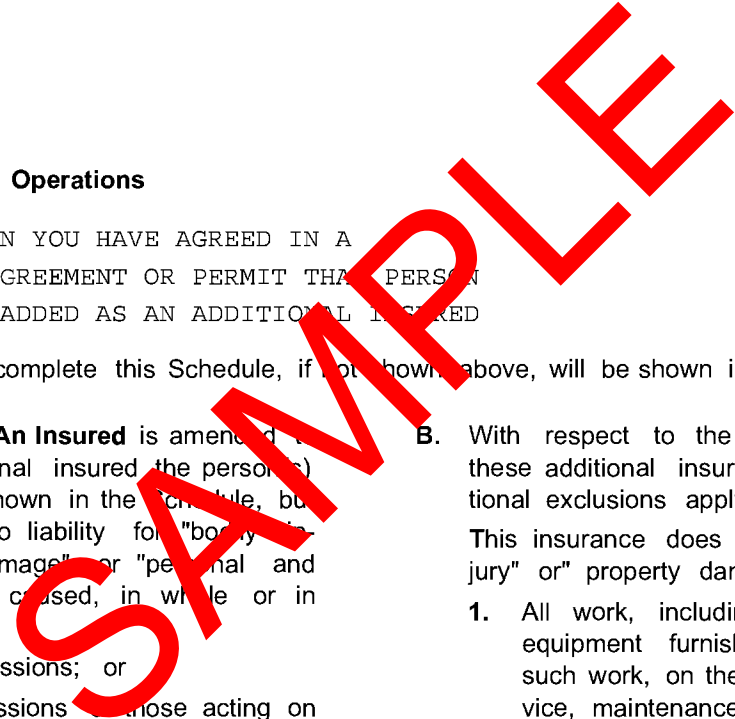 Operations
N YOU HAVE AGREED IN A
GREEMENT OR PERMIT THAT PERSON
ADDED AS AN ADDITIONAL INSURED
complete this Schedule, if not shown above, will be shown i
An Insured is amended t
nal insured the person(s)
hown in the Schedule, bu
o liability for "bodily in-
mage" or "personal and
caused, in whole or in
ssions; or
ssions of those acting on
B. With respect to the
these additional insur
tional exclusions appl
This insurance does
jury" or" property dar
1. All work, includin
equipment furnish
such work, on the
vice, maintenance
SAMPLE